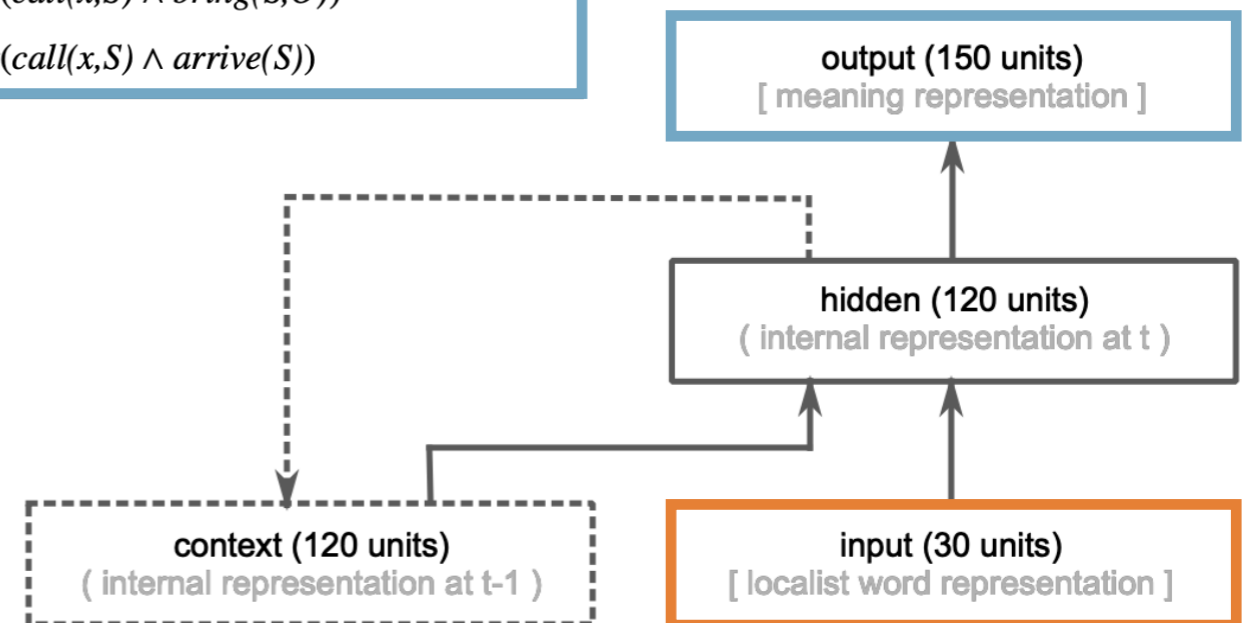 (call(x,S) ∧ arrive(S))
output (150 units)
[ meaning representation ]
hidden (120 units)
( internal representation at t )
context (120 units)
( internal representation at t-1 )
input (30 units)
[ localist word representation ]